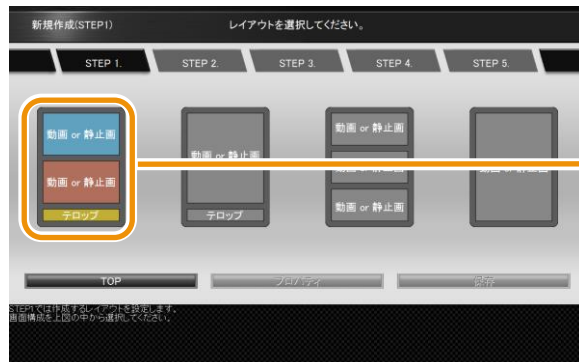 新規作成(STEP1)
レイアウトを選択してください。
STEP 1.
STEP 2.
STEP 3.
STEP 4.
STEP 5.
動画 or 静止画
動画 or 静止画
テロップ
動画 or 静止画
テロップ
動画 or 静止画
動画 or 静止画
動画 or 静止画
TOP
プロパティ
保存
STEP1では作成するレイアウトを設定します。
画面構成を上図の中から選択してください。